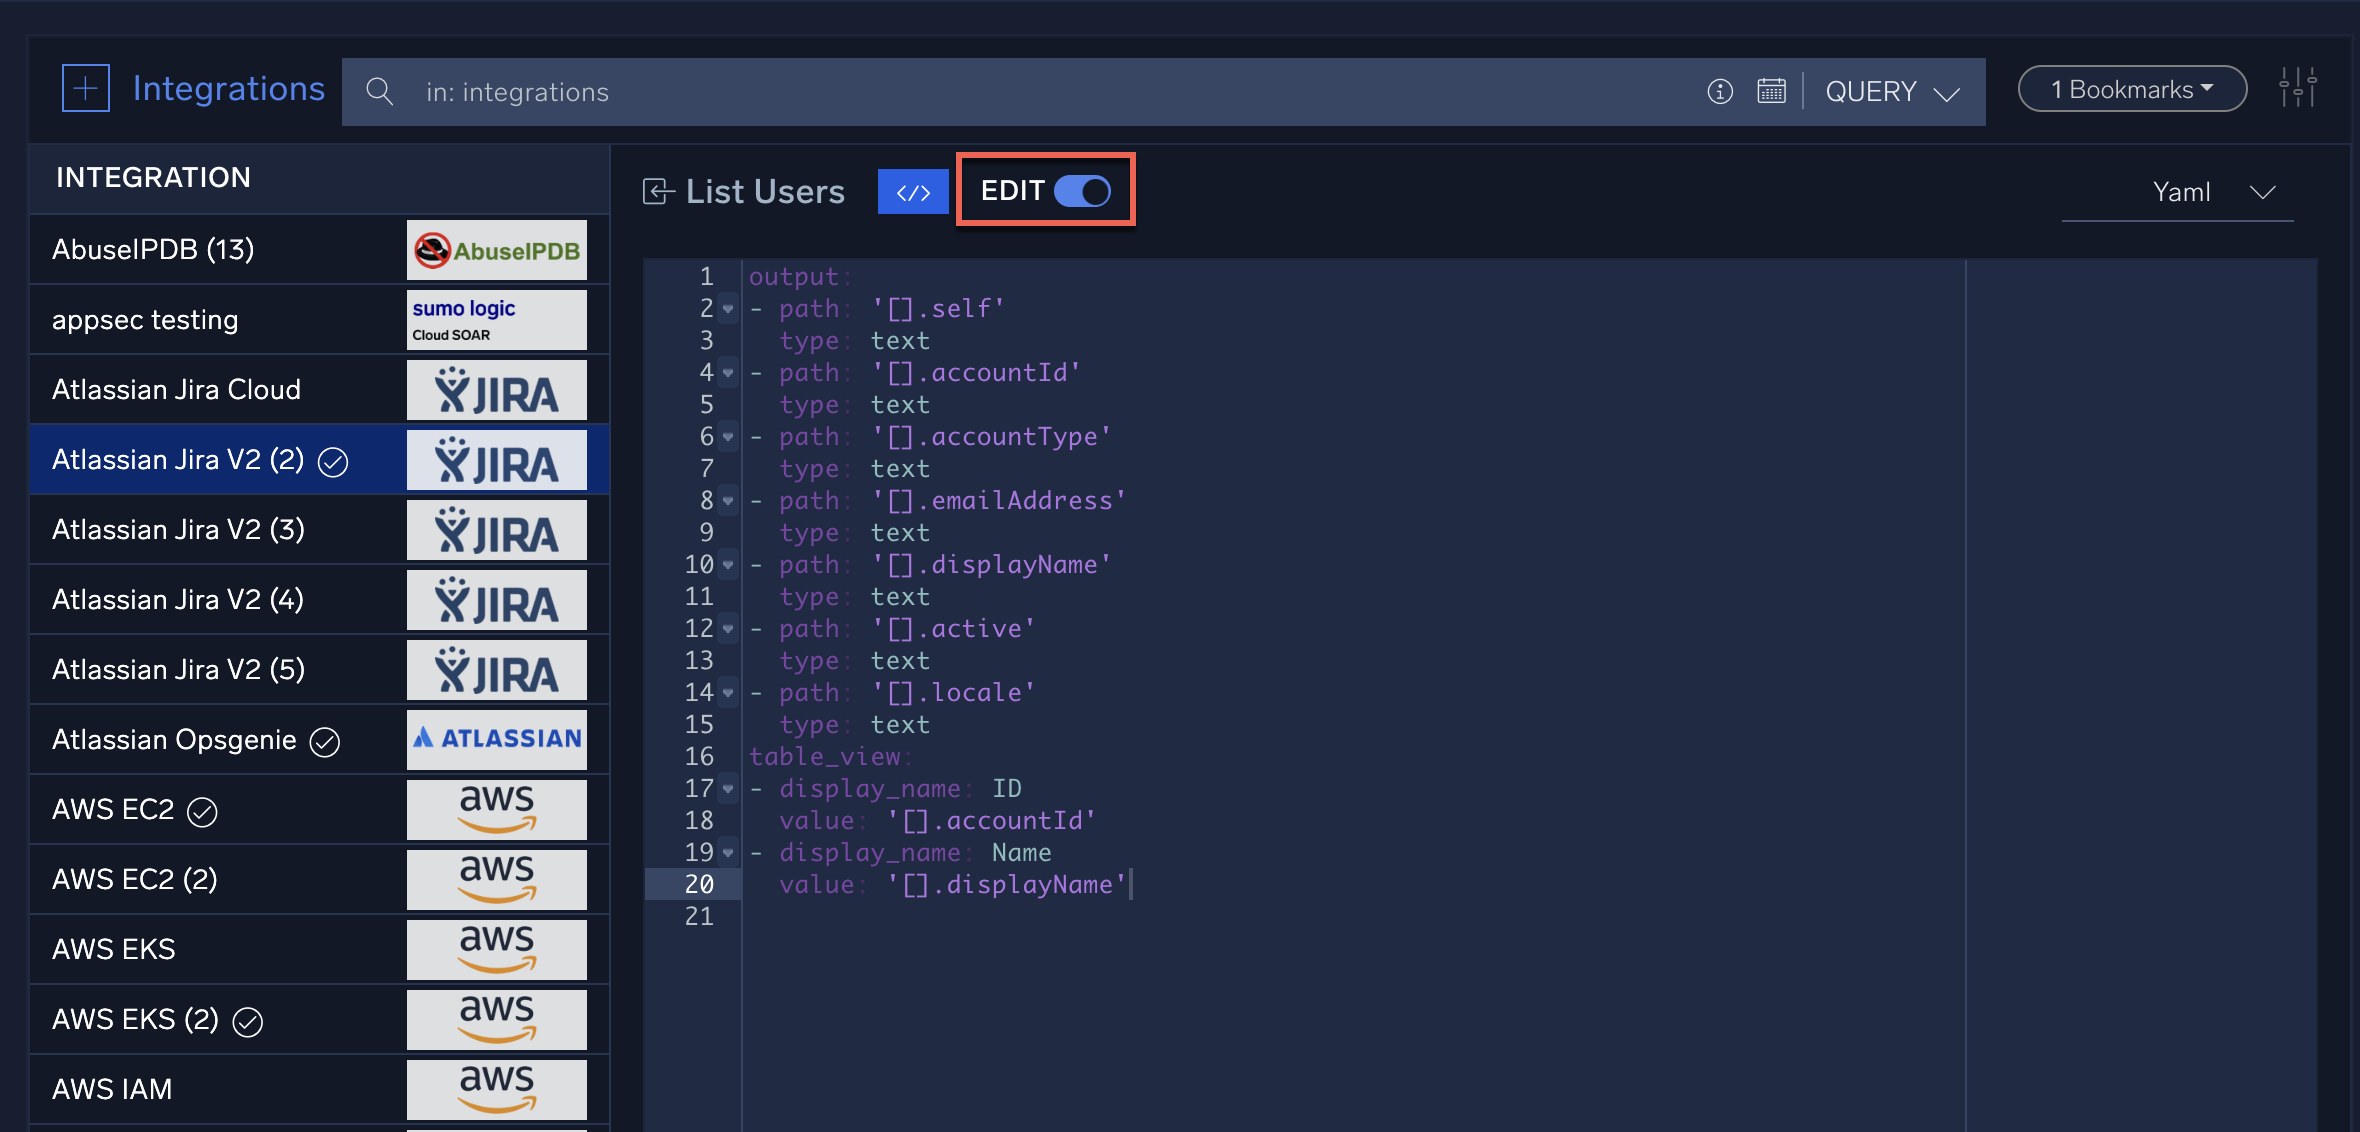 Integrations
in: integrations
QUERY
1 Bookmarks
INTEGRATION
AbuseIPDB (13)
AbuseIPDB
appsec testing
sumo logic
Cloud SOAR
Atlassian Jira Cloud
JIRA
Atlassian Jira V2 (2)
JIRA
Atlassian Jira V2 (3)
JIRA
Atlassian Jira V2 (4)
JIRA
Atlassian Jira V2 (5)
JIRA
Atlassian Opsgenie
ATLASSIAN
AWS EC2
aws
AWS EC2 (2)
aws
AWS EKS
aws
AWS EKS (2)
aws
AWS IAM
aws
List Users
</>
EDIT
Yaml
1 output:
2 - path: '[].self'
3 type: text
4 - path: '[].accountId'
5 type: text
6 - path: '[].accountType'
7 type: text
8 - path: '[].emailAddress'
9 type: text
10 - path: '[].displayName'
11 type: text
12 - path: '[].active'
13 type: text
14 - path: '[].locale'
15 type: text
16 table_view:
17 - display_name: ID
18 value: '[].accountId'
19 - display_name: Name
20 value: '[].displayName'
21